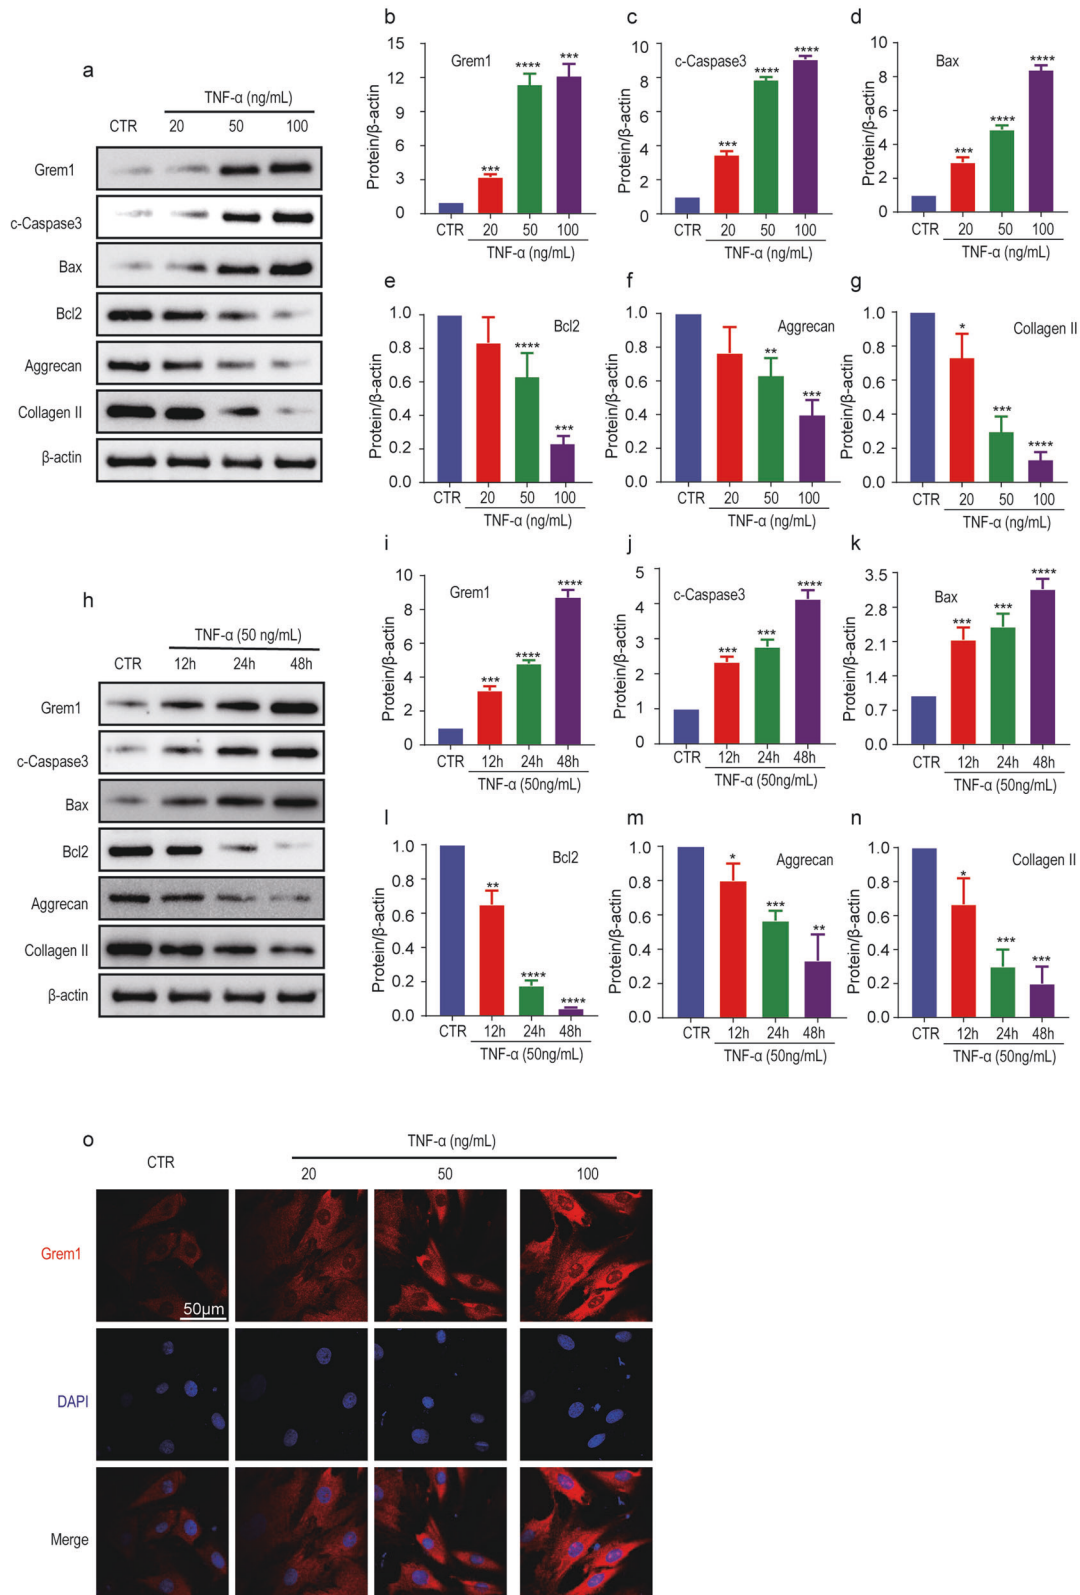 a
TNF-α (ng/mL)
CTR 20 50 100
Grem1
c-Caspase3
Bax
Bcl2
Aggrecan
Collagen II
β-actin
b
Grem1
Protein/β-actin
15
12
9
6
3
0
*** **** ***
CTR 20 50 100
TNF-α (ng/mL)
c
c-Caspase3
Protein/β-actin
10
8
6
4
2
0
*** **** ****
CTR 20 50 100
TNF-α (ng/mL)
d
Bax
Protein/β-actin
10
8
6
4
2
0
*** **** ****
CTR 20 50 100
TNF-α (ng/mL)
e
Bcl2
Protein/β-actin
1.0
0.8
0.6
0.4
0.2
0.0
**** ***
CTR 20 50 100
TNF-α (ng/mL)
f
Aggrecan
Protein/β-actin
1.0
0.8
0.6
0.4
0.2
0.0
** ***
CTR 20 50 100
TNF-α (ng/mL)
g
Collagen II
Protein/β-actin
1.0
0.8
0.6
0.4
0.2
0.0
* *** ****
CTR 20 50 100
TNF-α (ng/mL)
h
TNF-α (50 ng/mL)
CTR 12h 24h 48h
Grem1
c-Caspase3
Bax
Bcl2
Aggrecan
Collagen II
β-actin
i
Grem1
Protein/β-actin
10
8
6
4
2
0
*** **** ****
CTR 12h 24h 48h
TNF-α (50ng/mL)
j
c-Caspase3
Protein/β-actin
5
4
3
2
1
0
*** *** ****
CTR 12h 24h 48h
TNF-α (50ng/mL)
k
Bax
Protein/β-actin
3.5
2.8
2.1
1.4
0.7
0.0
*** *** ****
CTR 12h 24h 48h
TNF-α (50ng/mL)
l
Bcl2
Protein/β-actin
1.0
0.8
0.6
0.4
0.2
0.0
** **** ****
CTR 12h 24h 48h
TNF-α (50ng/mL)
m
Aggrecan
Protein/β-actin
1.0
0.8
0.6
0.4
0.2
0.0
* *** **
CTR 12h 24h 48h
TNF-α (50ng/mL)
n
Collagen II
Protein/β-actin
1.0
0.8
0.6
0.4
0.2
0.0
* *** ***
CTR 12h 24h 48h
TNF-α (50ng/mL)
o
TNF-α (ng/mL)
CTR 20 50 100
Grem1
50μm
DAPI
Merge